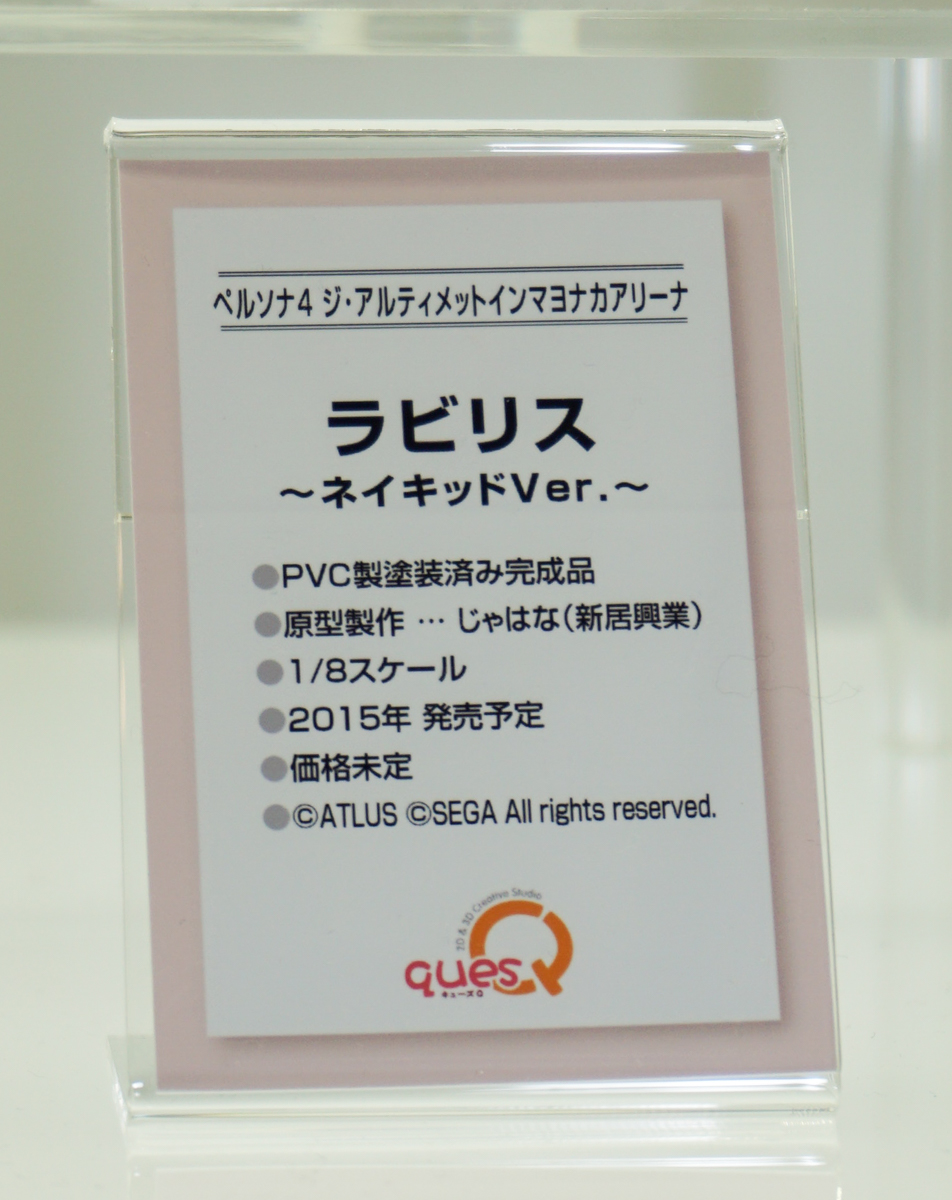 ペルソナ4 ジ・アルティメットインマヨナカアリーナ
ラビリス
～ネイキッドVer.～
●PVC製塗装済み完成品
●原型製作 … じゃはな（新居興業）
●1/8スケール
●2015年 発売予定
●価格未定
●©ATLUS ©SEGA All rights reserved.
2D & 3D Creative Studio
quesQ
キューズQ